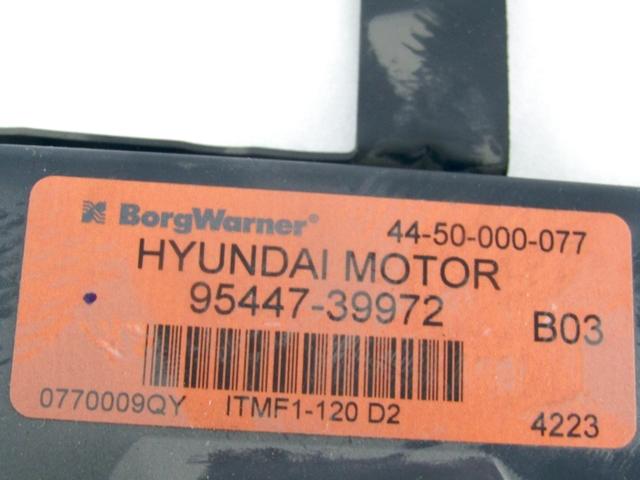 BorgWarner® 44-50-000-077
HYUNDAI MOTOR
95447-39972 B03
0770009QY ITMF1-120 D2 4223